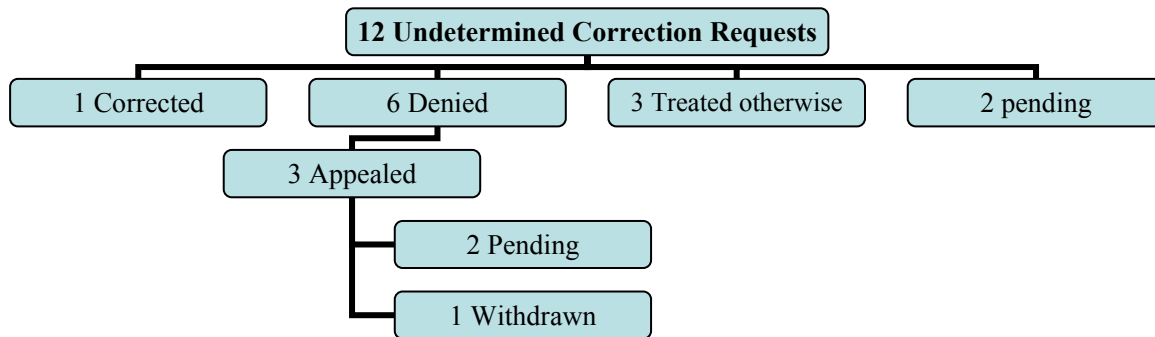 12 Undetermined Correction Requests
1 Corrected
6 Denied
3 Treated otherwise
2 pending
3 Appealed
2 Pending
1 Withdrawn